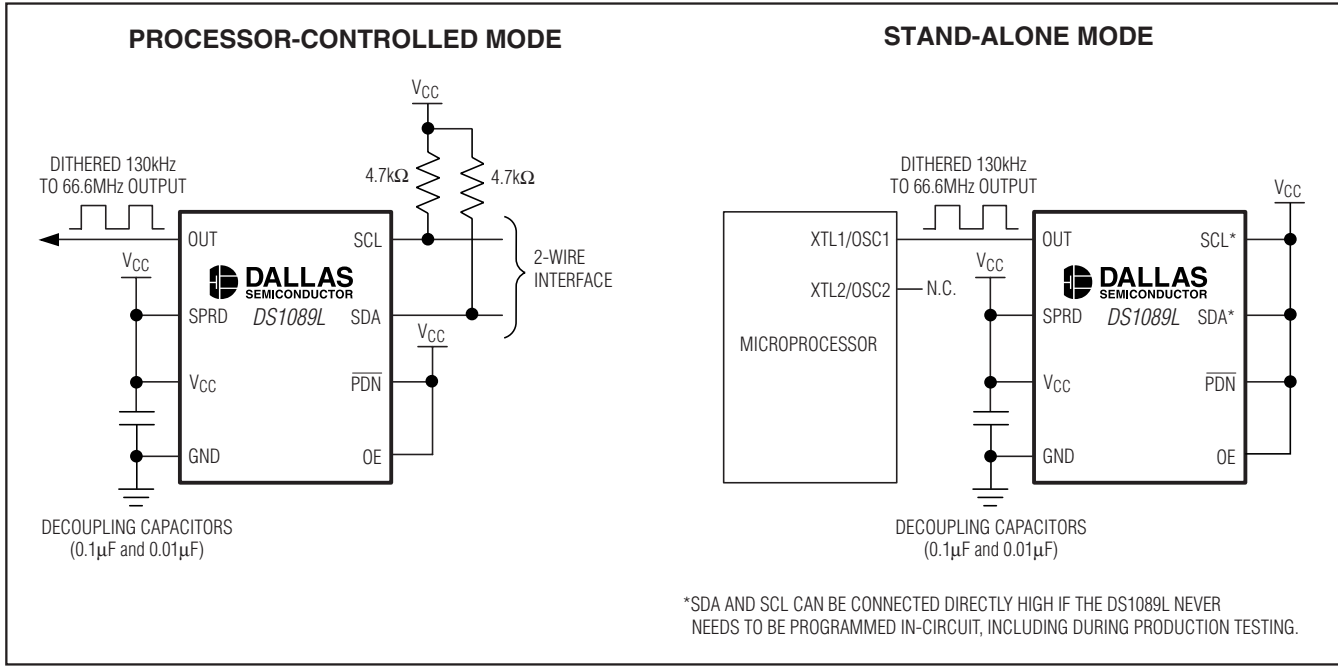 PROCESSOR-CONTROLLED MODE
VCC
DITHERED 130kHz
TO 66.6MHz OUTPUT
4.7kΩ
4.7kΩ
OUT
SCL
2-WIRE
INTERFACE
VCC
DALLAS
SEMICONDUCTOR
DS1089L
SPRD
SDA
VCC
VCC
PDN
GND
OE
DECOUPLING CAPACITORS
(0.1µF and 0.01µF)
STAND-ALONE MODE
DITHERED 130kHz
TO 66.6MHz OUTPUT
VCC
XTL1/OSC1
OUT
SCL*
VCC
XTL2/OSC2
N.C.
DALLAS
SEMICONDUCTOR
DS1089L
SPRD
SDA*
MICROPROCESSOR
VCC
PDN
GND
OE
DECOUPLING CAPACITORS
(0.1µF and 0.01µF)
*SDA AND SCL CAN BE CONNECTED DIRECTLY HIGH IF THE DS1089L NEVER
NEEDS TO BE PROGRAMMED IN-CIRCUIT, INCLUDING DURING PRODUCTION TESTING.